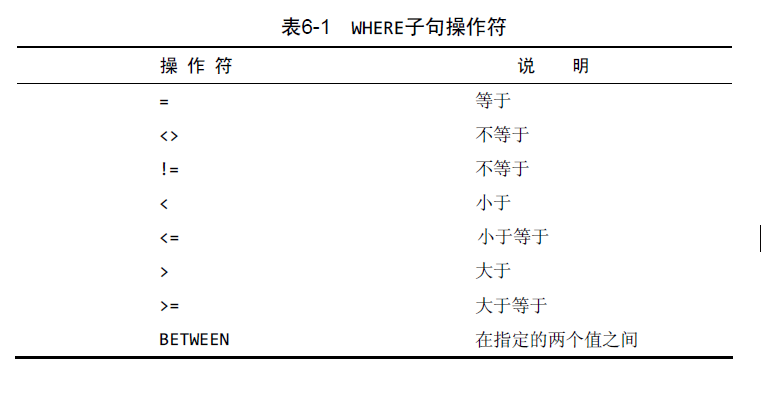 表6-1 WHERE子句操作符
操 作 符 说 明
= 等于
<> 不等于
!= 不等于
< 小于
<= 小于等于
> 大于
>= 大于等于
BETWEEN 在指定的两个值之间